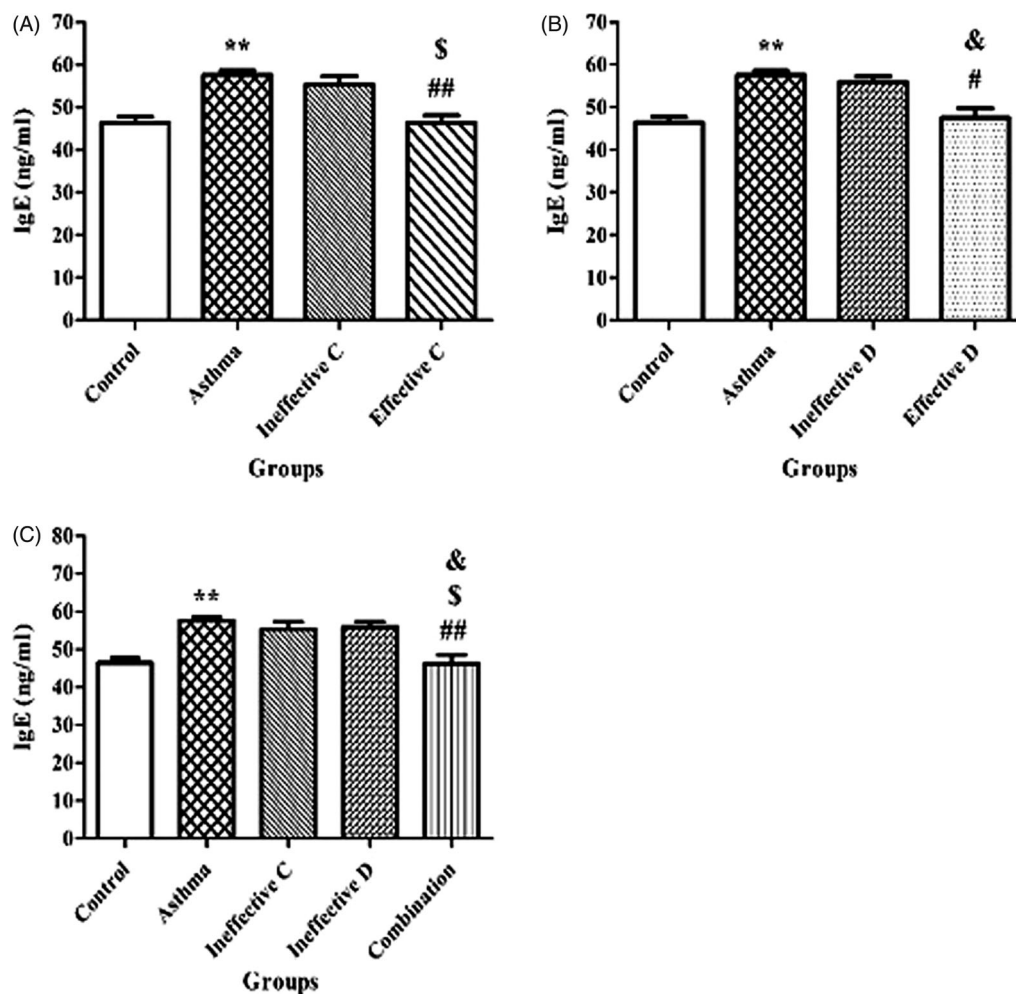 (A)
70
60
50
40
30
20
10
0
IgE (ng/ml)
**
$
##
Control
Asthma
Ineffective C
Effective C
Groups
(B)
70
60
50
40
30
20
10
0
IgE (ng/ml)
**
&
#
Control
Asthma
Ineffective D
Effective D
Groups
(C)
80
70
60
50
40
30
20
10
0
IgE (ng/ml)
**
&
$
##
Control
Asthma
Ineffective C
Ineffective D
Combination
Groups